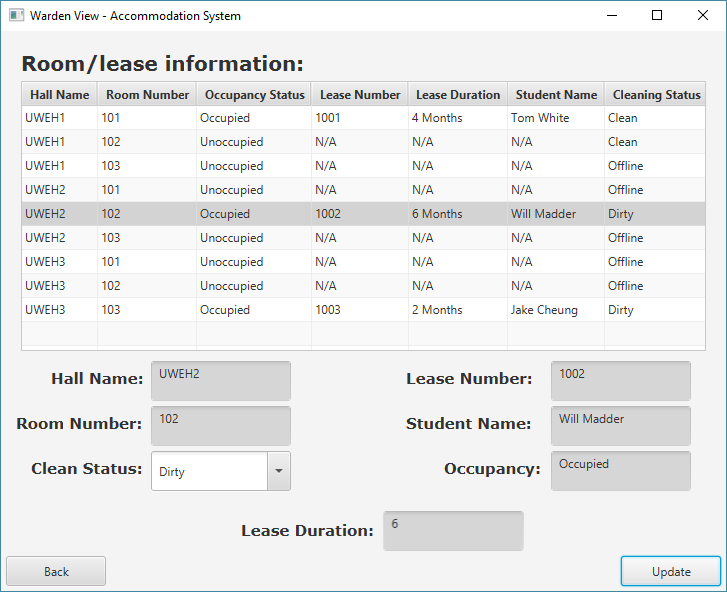 Warden View - Accommodation System
Room/lease information:
Hall Name Room Number Occupancy Status Lease Number Lease Duration Student Name Cleaning Status
UWEH1 101 Occupied 1001 4 Months Tom White Clean
UWEH1 102 Unoccupied N/A N/A N/A Clean
UWEH1 103 Unoccupied N/A N/A N/A Offline
UWEH2 101 Unoccupied N/A N/A N/A Offline
UWEH2 102 Occupied 1002 6 Months Will Madder Dirty
UWEH2 103 Unoccupied N/A N/A N/A Offline
UWEH3 101 Unoccupied N/A N/A N/A Offline
UWEH3 102 Unoccupied N/A N/A N/A Offline
UWEH3 103 Occupied 1003 2 Months Jake Cheung Dirty
Hall Name: UWEH2 Lease Number: 1002
Room Number: 102 Student Name: Will Madder
Clean Status: Dirty Occupancy: Occupied
Lease Duration: 6
Back Update